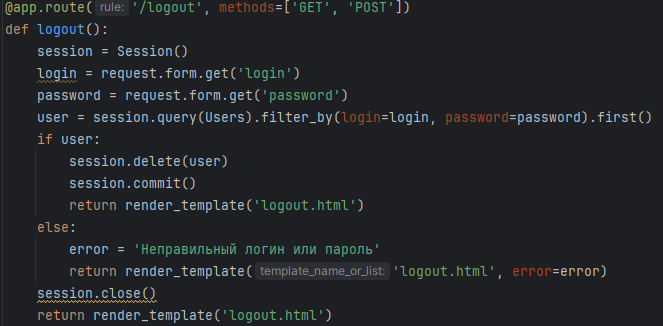 @app.route( rule: '/logout', methods=['GET', 'POST'])
def logout():
    session = Session()
    login = request.form.get('login')
    password = request.form.get('password')
    user = session.query(Users).filter_by(login=login, password=password).first()
    if user:
        session.delete(user)
        session.commit()
        return render_template('logout.html')
    else:
        error = 'Неправильный логин или пароль'
        return render_template( template_name_or_list: 'logout.html', error=error)
    session.close()
    return render_template('logout.html')